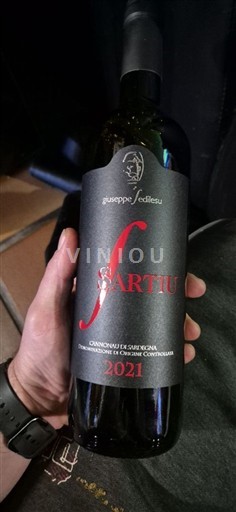 giuseppe Sedilesu
VINIOU
S
SARTIU
CANNONAU DI SARDEGNA
DENOMINAZIONE DI ORIGINE CONTROLLATA
2021